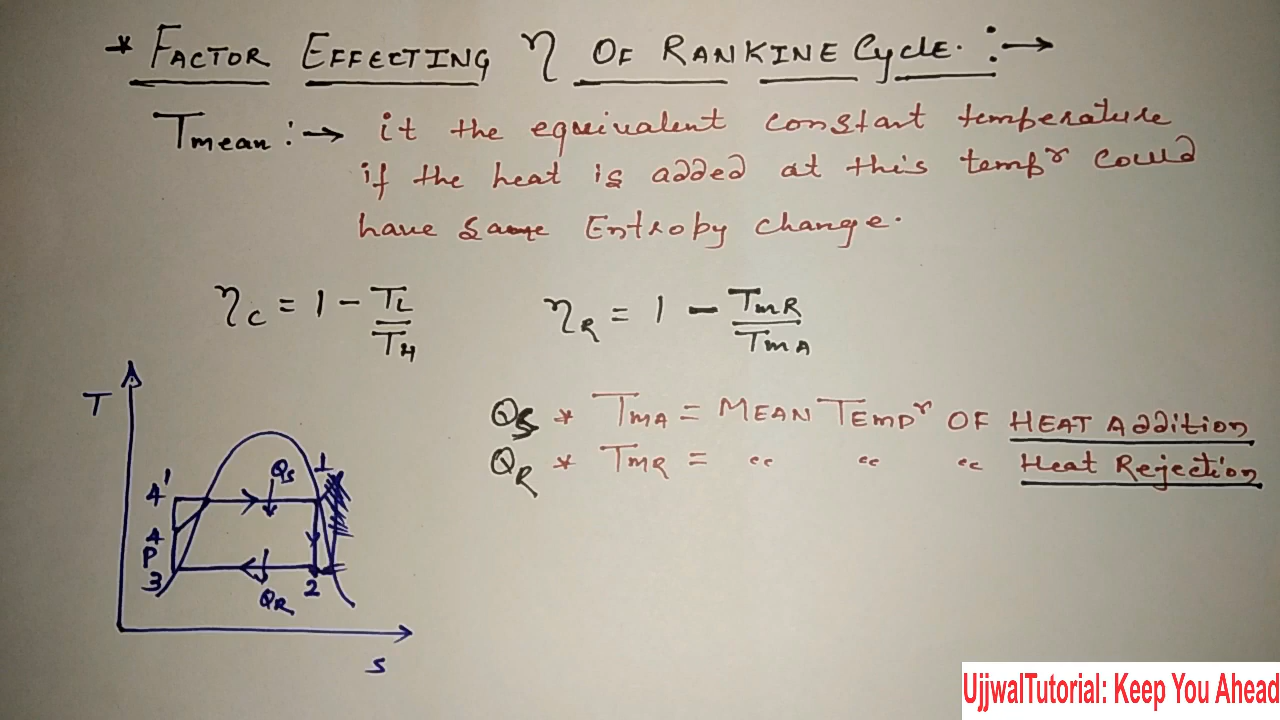 * FACTOR EFFECTING η OF RANKINE Cycle. :→
Tmean :→ it the equivalent constant temperature
if the heat is added at this tempr could
have same Entropy change.
ηC = 1 - TL/TH
ηR = 1 - TmR/TmA
QS * TMA = MEAN TEMPr OF HEAT Addition
QR * TMR = " " " Heat Rejection
T
1
QS
4'
4
P
3
2
QR
S
UjjwalTutorial: Keep You Ahead